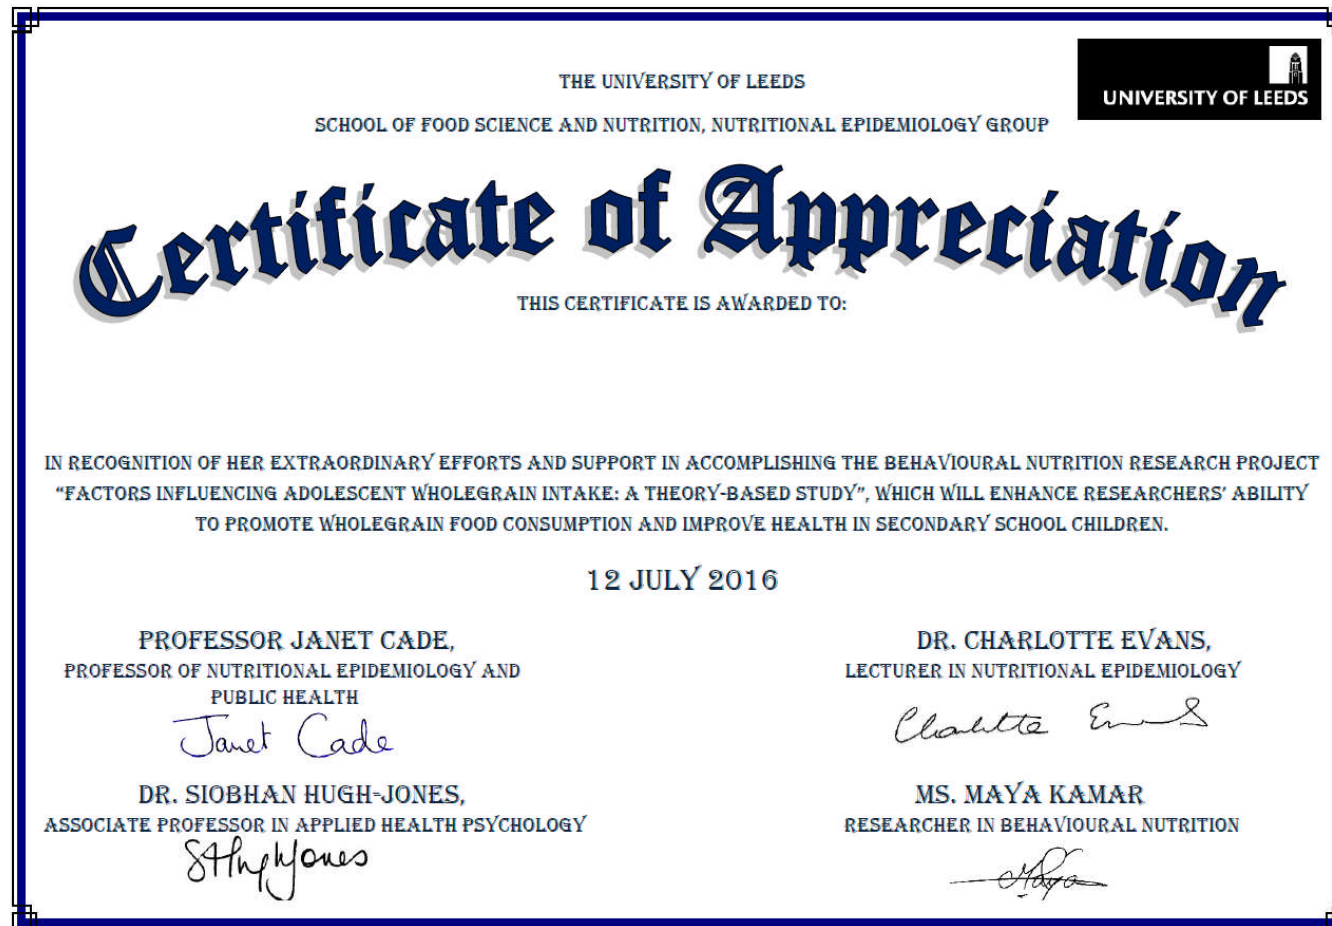 THE UNIVERSITY OF LEEDS
UNIVERSITY OF LEEDS
SCHOOL OF FOOD SCIENCE AND NUTRITION, NUTRITIONAL EPIDEMIOLOGY GROUP
Certificate of Appreciation
THIS CERTIFICATE IS AWARDED TO:
IN RECOGNITION OF HER EXTRAORDINARY EFFORTS AND SUPPORT IN ACCOMPLISHING THE BEHAVIOURAL NUTRITION RESEARCH PROJECT
“FACTORS INFLUENCING ADOLESCENT WHOLEGRAIN INTAKE: A THEORY-BASED STUDY”, WHICH WILL ENHANCE RESEARCHERS’ ABILITY
TO PROMOTE WHOLEGRAIN FOOD CONSUMPTION AND IMPROVE HEALTH IN SECONDARY SCHOOL CHILDREN.
12 JULY 2016
PROFESSOR JANET CADE,
PROFESSOR OF NUTRITIONAL EPIDEMIOLOGY AND
PUBLIC HEALTH
Janet Cade
DR. CHARLOTTE EVANS,
LECTURER IN NUTRITIONAL EPIDEMIOLOGY
Charlotte Evans
DR. SIOBHAN HUGH-JONES,
ASSOCIATE PROFESSOR IN APPLIED HEALTH PSYCHOLOGY
SHughJones
MS. MAYA KAMAR
RESEARCHER IN BEHAVIOURAL NUTRITION
Maya